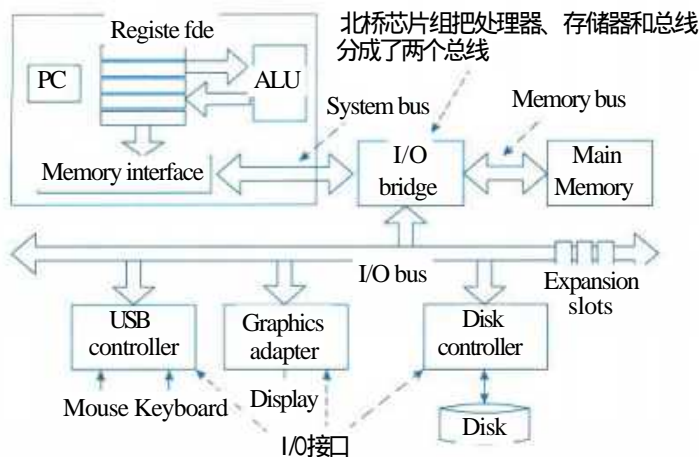 Registe fde
北桥芯片组把处理器、存储器和总线
分成了两个总线
PC
ALU
System bus
Memory bus
Memory interface
I/O
bridge
Main
Memory
I/O bus
Expansion
slots
USB
controller
Graphics
adapter
Disk
controller
Mouse Keyboard
Display
Disk
I/0接口